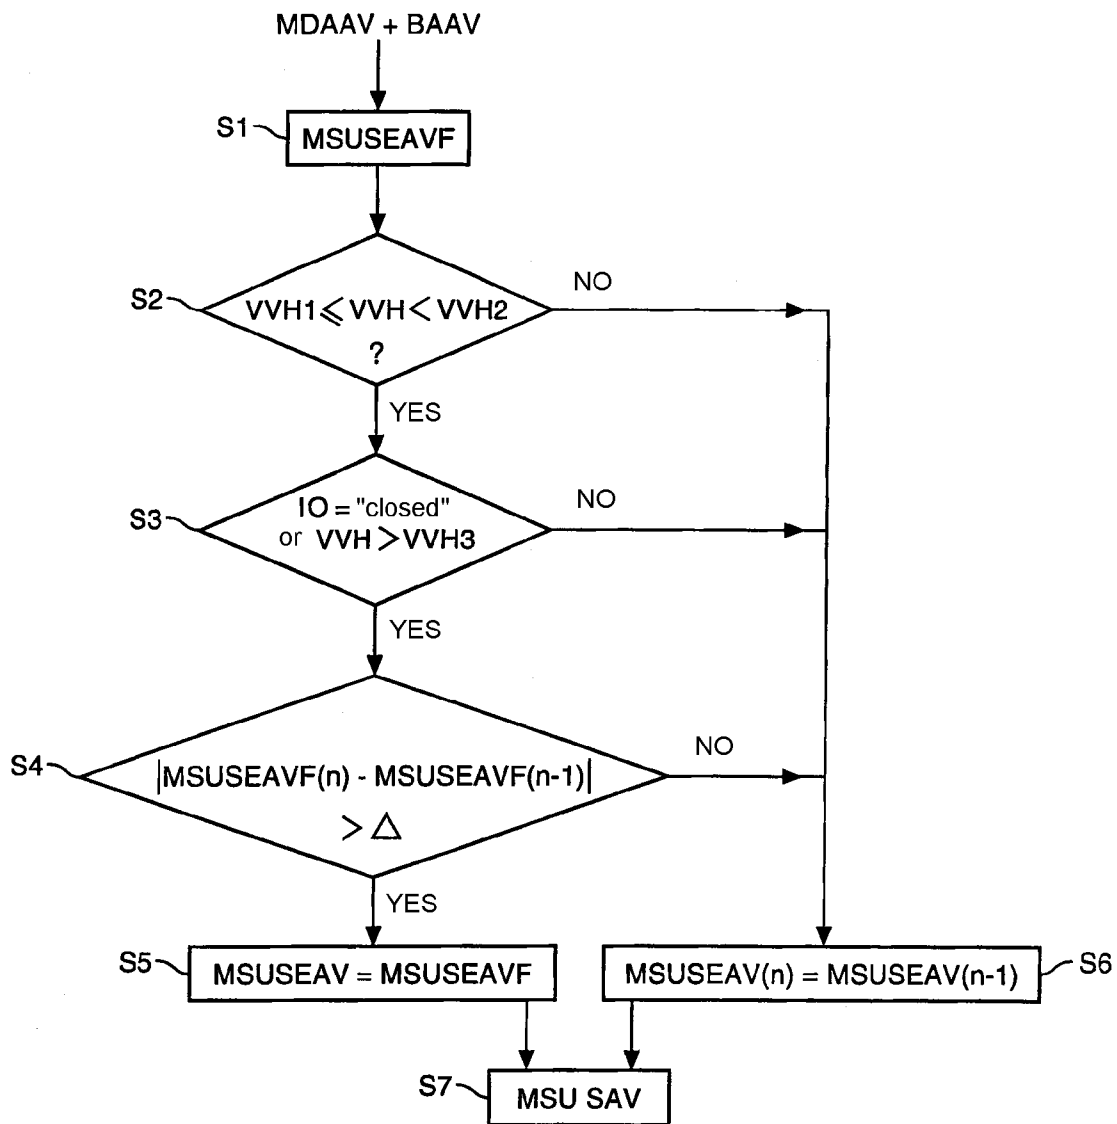 MDAAV + BAAV
S1
MSUSEAVF
S2
VVH1 ⩽ VVH < VVH2
?
NO
YES
S3
IO = "closed"
or VVH > VVH3
NO
YES
S4
|MSUSEAVF(n) - MSUSEAVF(n-1)|
> △
NO
YES
S5
MSUSEAV = MSUSEAVF
MSUSEAV(n) = MSUSEAV(n-1)
S6
S7
MSU SAV